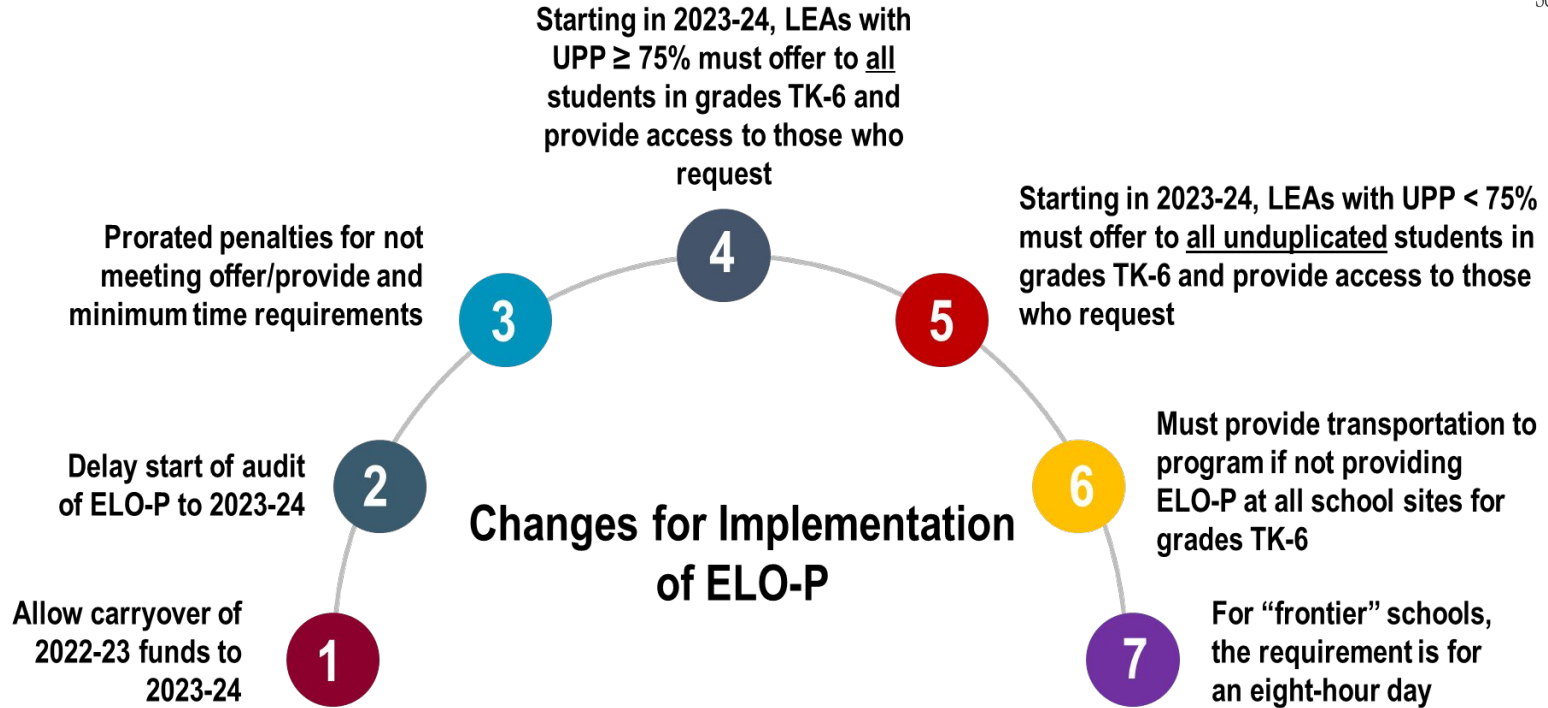 Starting in 2023-24, LEAs with
UPP ≥ 75% must offer to all
students in grades TK-6 and
provide access to those who
request
4
Prorated penalties for not
meeting offer/provide and
minimum time requirements
3
Starting in 2023-24, LEAs with UPP < 75%
must offer to all unduplicated students in
grades TK-6 and provide access to those
who request
5
Delay start of audit
of ELO-P to 2023-24
2
Must provide transportation to
program if not providing
ELO-P at all school sites for
grades TK-6
6
Changes for Implementation
of ELO-P
Allow carryover of
2022-23 funds to
2023-24
1
For “frontier” schools,
the requirement is for
an eight-hour day
7